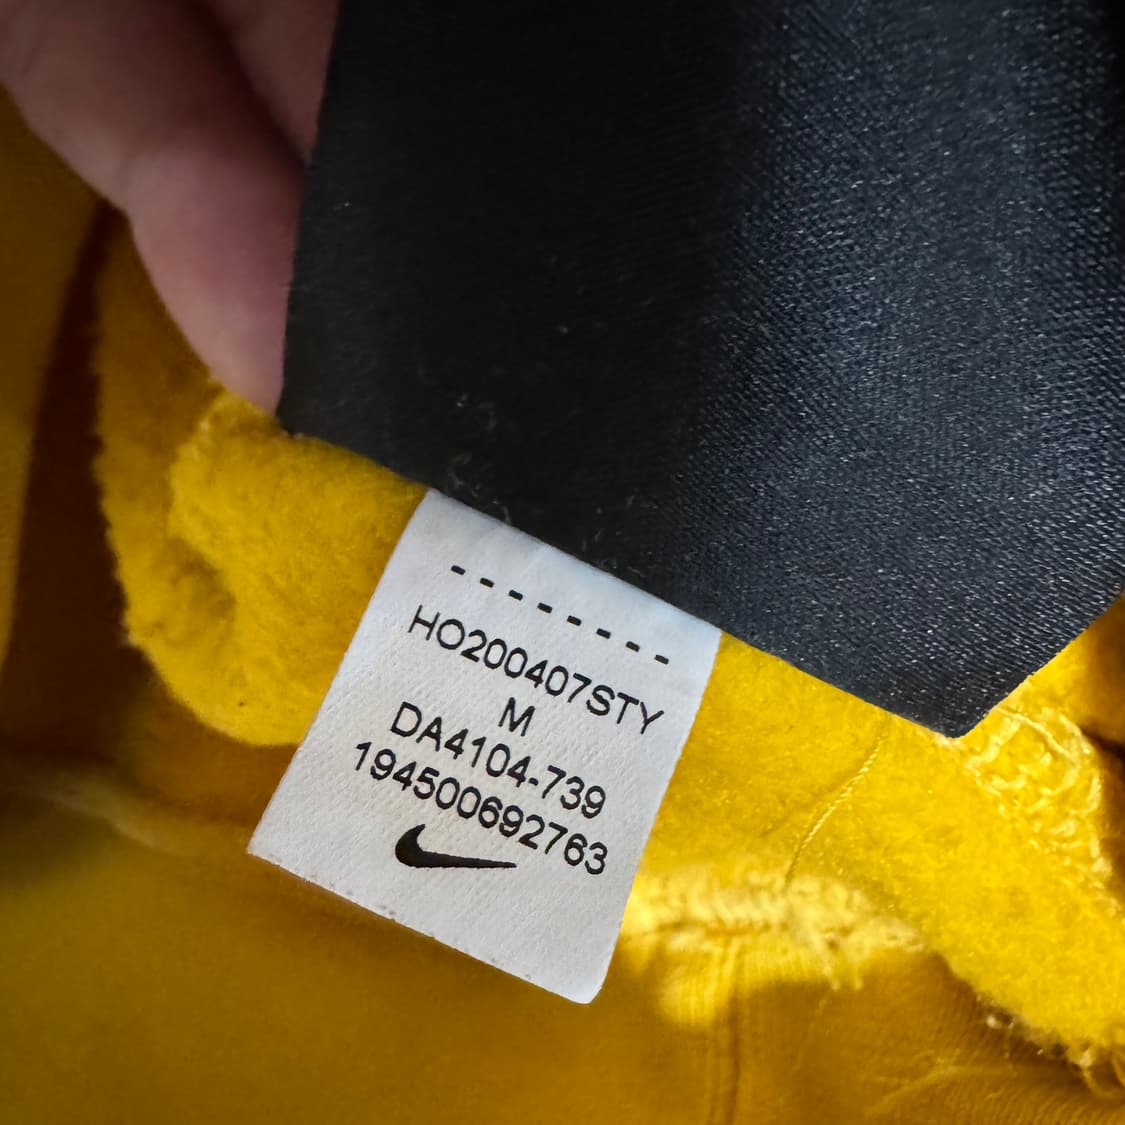 -------- 
HO200407STY
M
DA4104-739
194500692763